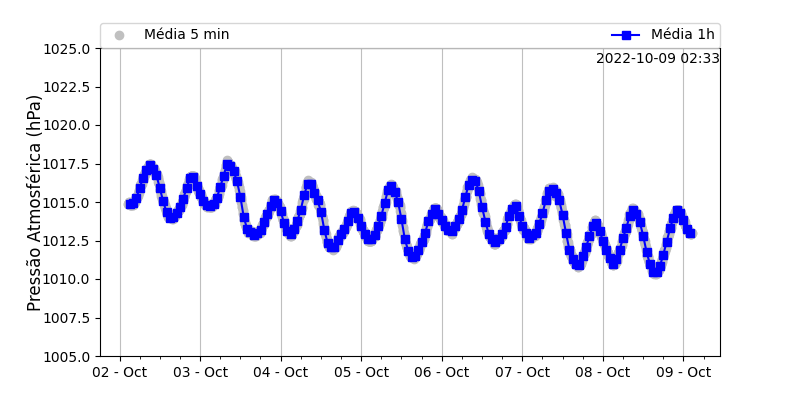 Média 5 min
Média 1h
2022-10-09 02:33
Pressão Atmosférica (hPa)
1025.0
1022.5
1020.0
1017.5
1015.0
1012.5
1010.0
1007.5
1005.0
02 - Oct
03 - Oct
04 - Oct
05 - Oct
06 - Oct
07 - Oct
08 - Oct
09 - Oct